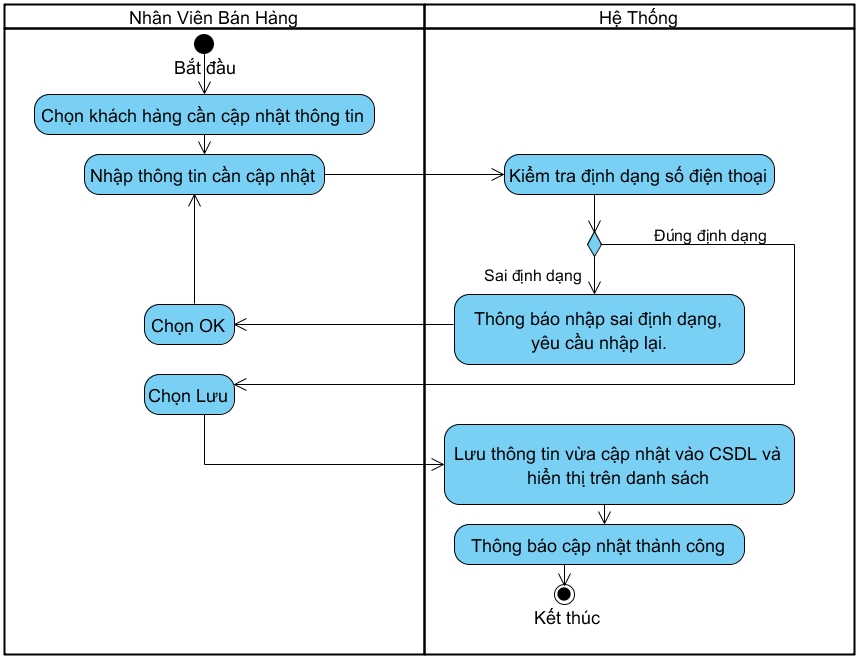 Nhân Viên Bán Hàng
Hệ Thống
Bắt đầu
Chọn khách hàng cần cập nhật thông tin
Nhập thông tin cần cập nhật
Kiểm tra định dạng số điện thoại
Đúng định dạng
Sai định dạng
Thông báo nhập sai định dạng,
yêu cầu nhập lại.
Chọn OK
Chọn Lưu
Lưu thông tin vừa cập nhật vào CSDL và
hiển thị trên danh sách
Thông báo cập nhật thành công
Kết thúc